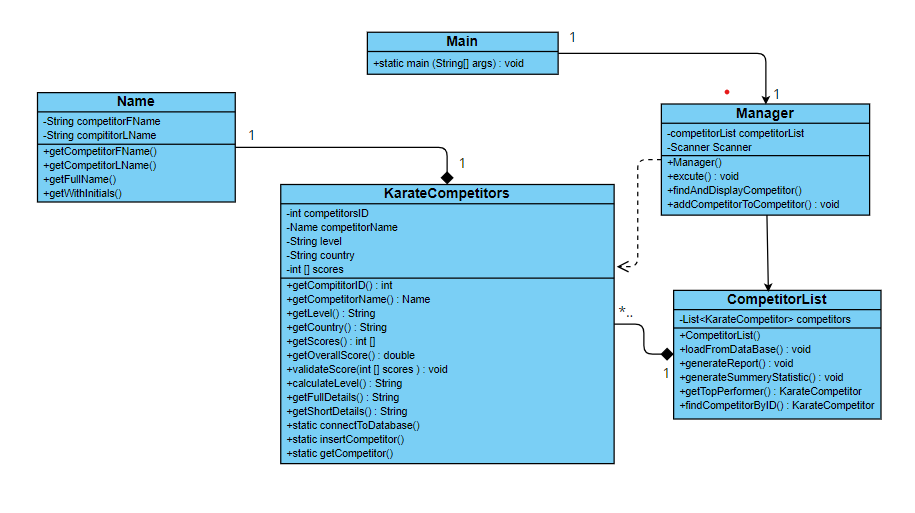 Main
+static main (String[] args) : void
1
1
Name
-String competitorFName
-String compititorLName
+getCompetitorFName()
+getCompetitorLName()
+getFullName()
+getWithInitials()
1
1
Manager
-competitorList competitorList
-Scanner Scanner
+Manager()
+excute() : void
+findAndDisplayCompetitor()
+addCompetitorToCompetitor() : void
KarateCompetitors
-int competitorsID
-Name competitorName
-String level
-String country
-int [] scores
+getCompititorID() : int
+getCompetitorName() : Name
+getLevel() : String
+getCountry() : String
+getScores() : int []
+getOverallScore() : double
+validateScore(int [] scores ) : void
+calculateLevel() : String
+getFullDetails() : String
+getShortDetails() : String
+static connectToDatabase()
+static insertCompetitor()
+static getCompetitor()
*..
1
CompetitorList
-List<KarateCompetitor> competitors
+CompetitorList()
+loadFromDataBase() : void
+generateReport() : void
+generateSummeryStatistic() : void
+getTopPerformer() : KarateCompetitor
+findCompetitorByID() : KarateCompetitor